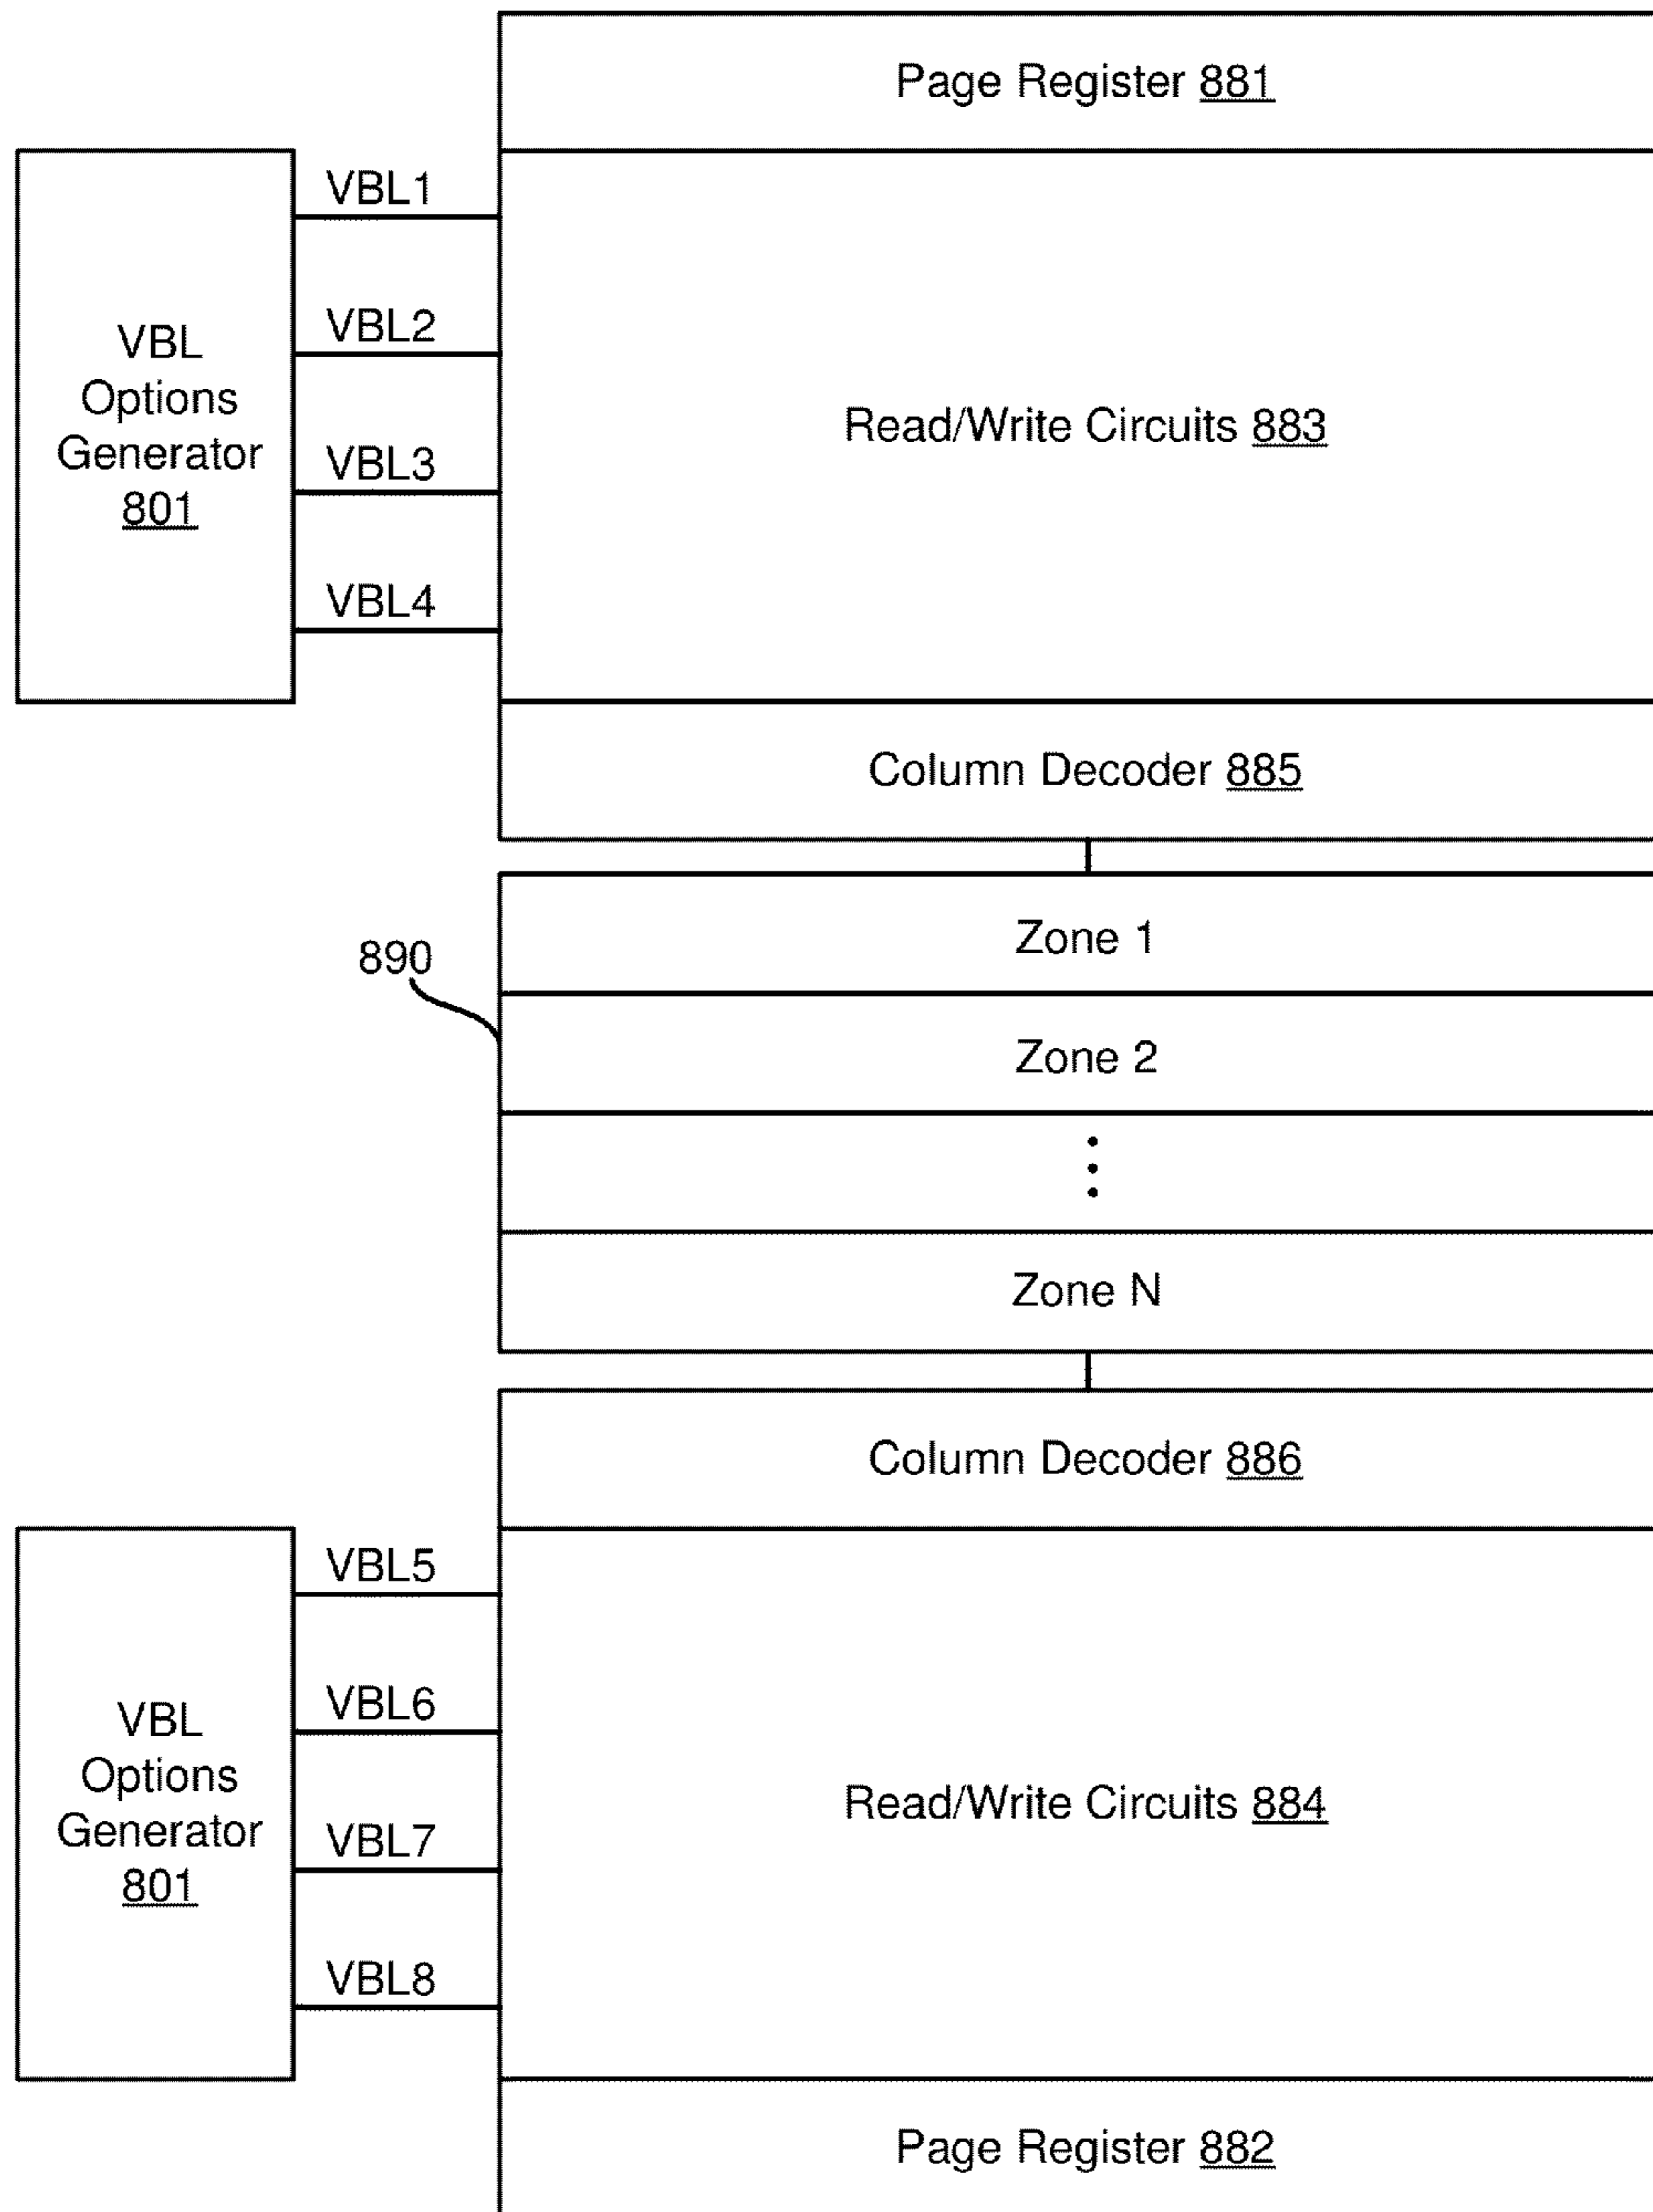 Page Register 881
VBL1
VBL2
VBL
Options
Generator
801
VBL3
VBL4
Read/Write Circuits 883
Column Decoder 885
Zone 1
890
Zone 2
Zone N
Column Decoder 886
VBL5
VBL6
VBL
Options
Generator
801
VBL7
VBL8
Read/Write Circuits 884
Page Register 882